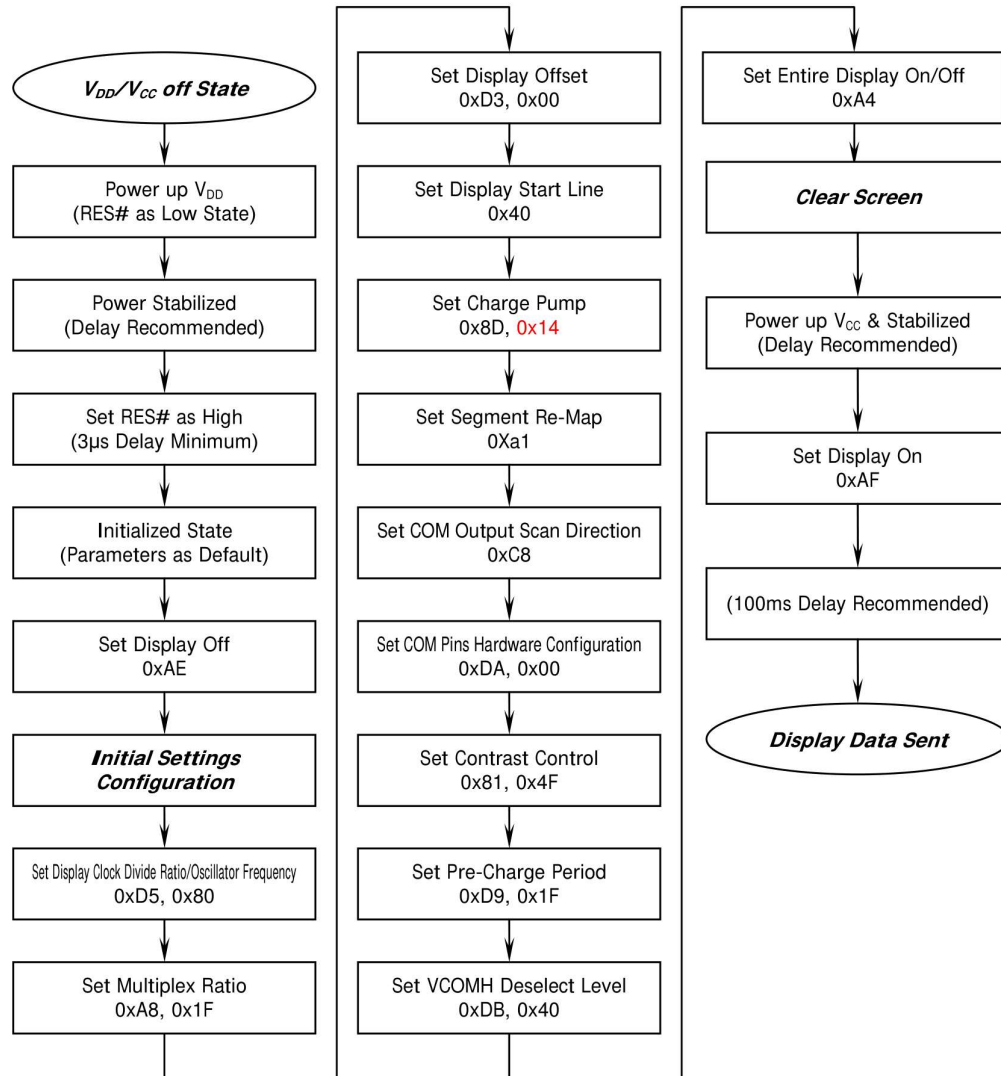 V_DD/V_CC off State
Power up V_DD
(RES# as Low State)
Power Stabilized
(Delay Recommended)
Set RES# as High
(3µs Delay Minimum)
Initialized State
(Parameters as Default)
Set Display Off
0xAE
Initial Settings
Configuration
Set Display Clock Divide Ratio/Oscillator Frequency
0xD5, 0x80
Set Multiplex Ratio
0xA8, 0x1F
Set Display Offset
0xD3, 0x00
Set Display Start Line
0x40
Set Charge Pump
0x8D, 0x14
Set Segment Re-Map
0Xa1
Set COM Output Scan Direction
0xC8
Set COM Pins Hardware Configuration
0xDA, 0x00
Set Contrast Control
0x81, 0x4F
Set Pre-Charge Period
0xD9, 0x1F
Set VCOMH Deselect Level
0xDB, 0x40
Set Entire Display On/Off
0xA4
Clear Screen
Power up V_CC & Stabilized
(Delay Recommended)
Set Display On
0xAF
(100ms Delay Recommended)
Display Data Sent